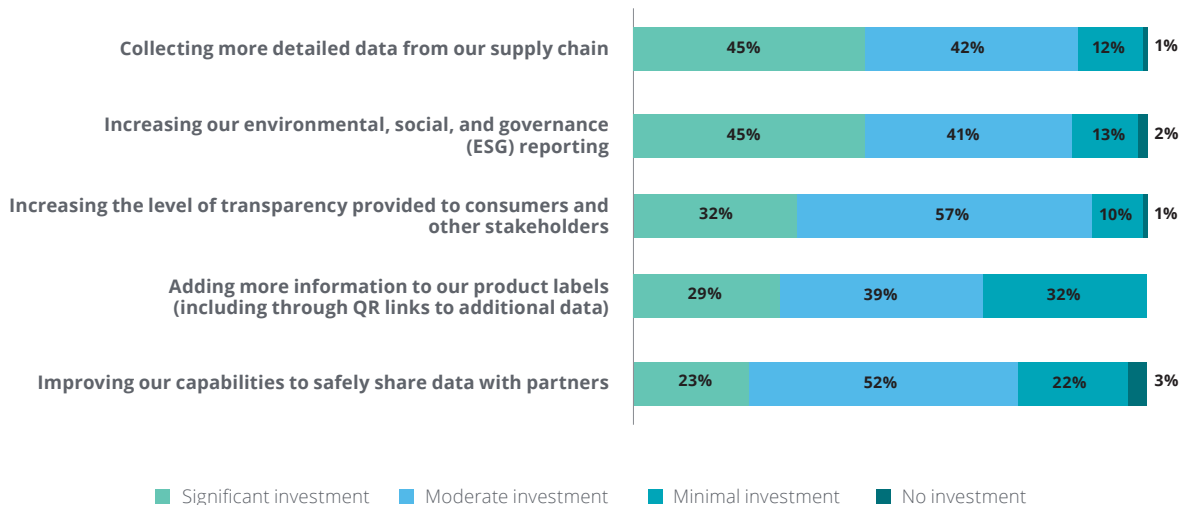 Collecting more detailed data from our supply chain
45%
42%
12%
1%
Increasing our environmental, social, and governance
(ESG) reporting
45%
41%
13%
2%
Increasing the level of transparency provided to consumers and
other stakeholders
32%
57%
10%
1%
Adding more information to our product labels
(including through QR links to additional data)
29%
39%
32%
Improving our capabilities to safely share data with partners
23%
52%
22%
3%
Significant investment
Moderate investment
Minimal investment
No investment